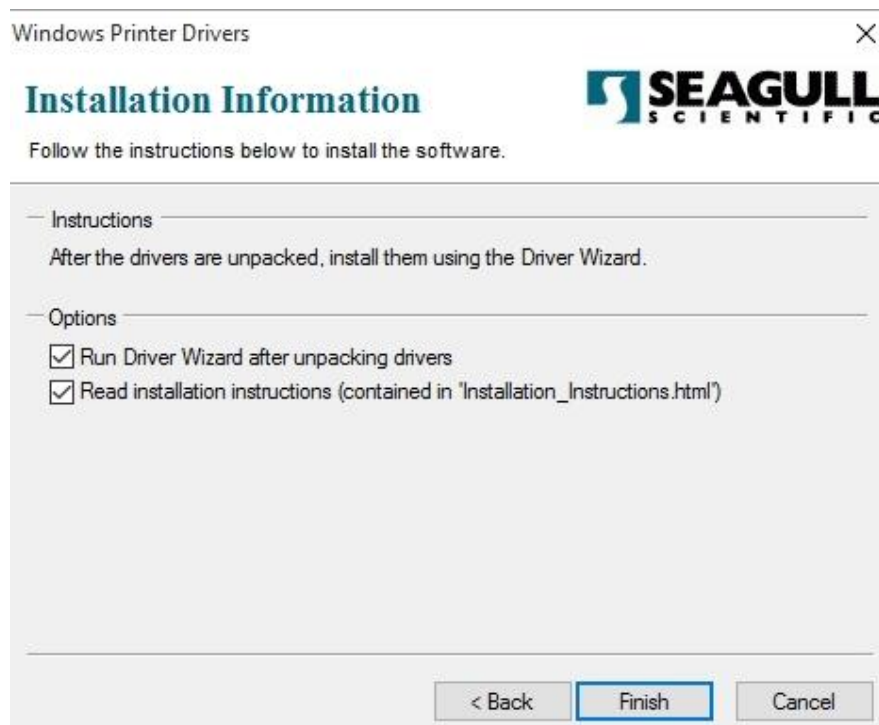 Windows Printer Drivers
Installation Information
SEAGULL
SCIENTIFIC
Follow the instructions below to install the software.
Instructions
After the drivers are unpacked, install them using the Driver Wizard.
Options
Run Driver Wizard after unpacking drivers
Read installation instructions (contained in 'Installation_Instructions.html')
< Back
Finish
Cancel